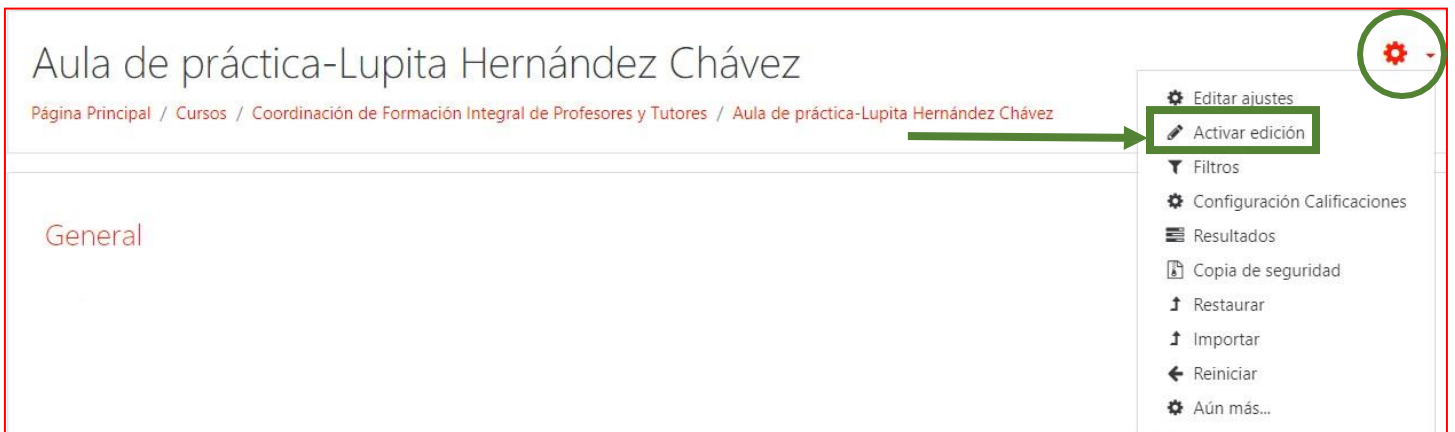 Aula de práctica-Lupita Hernández Chávez
Página Principal / Cursos / Coordinación de Formación Integral de Profesores y Tutores / Aula de práctica-Lupita Hernández Chávez
General
Editar ajustes
Activar edición
Filtros
Configuración Calificaciones
Resultados
Copia de seguridad
Restaurar
Importar
Reiniciar
Aún más...